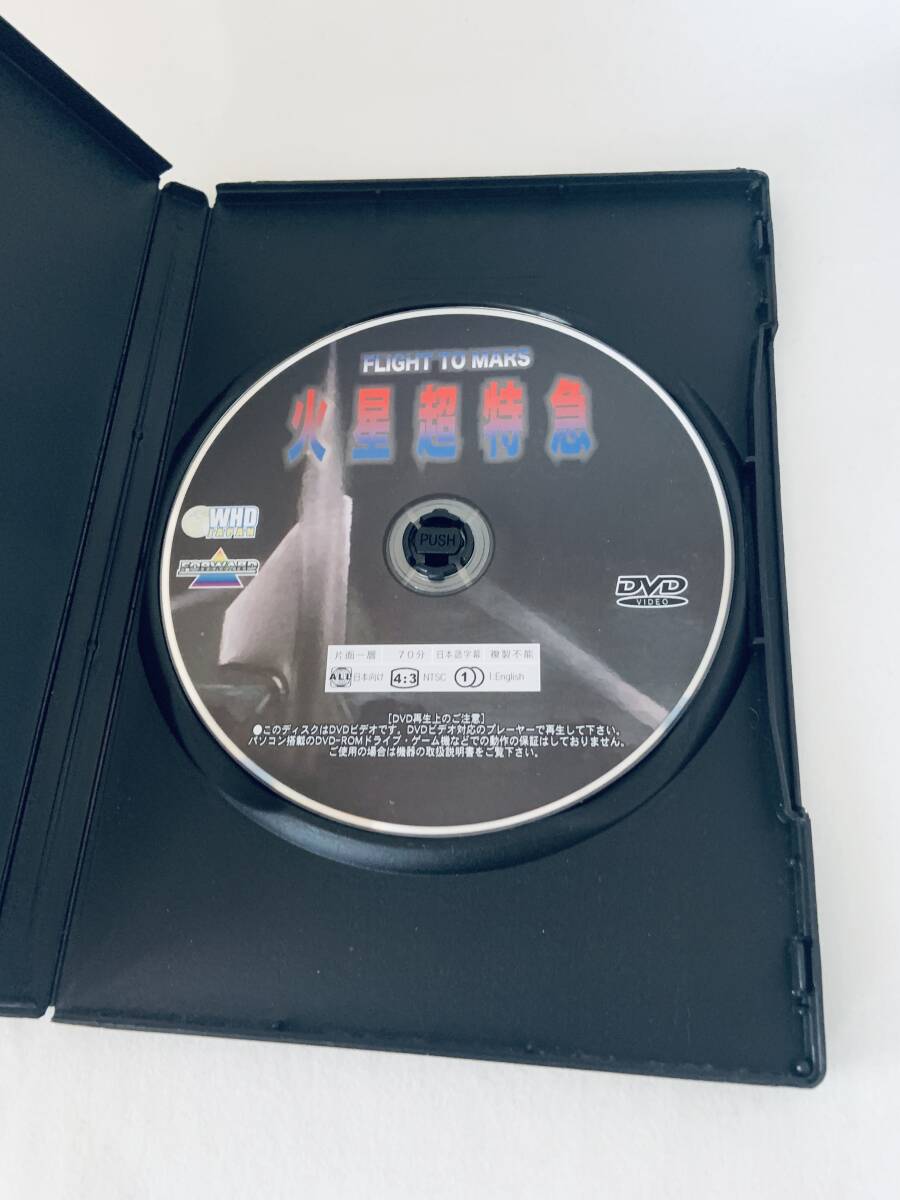 FLIGHT TO MARS
火星超特急
WHD
JAPAN
FORWARD
PUSH
DVD
VIDEO
片面一層 70分 日本語字幕 複製不能
ALL 日本向け 4:3 NTSC 1 I.English
[DVD再生上のご注意]
●このディスクはDVDビデオです。DVDビデオ対応のプレーヤーで再生して下さい。
パソコン搭載のDVD-ROMドライブ・ゲーム機などでの動作の保証はしておりません。
ご使用の場合は機器の取扱説明書をご覧下さい。